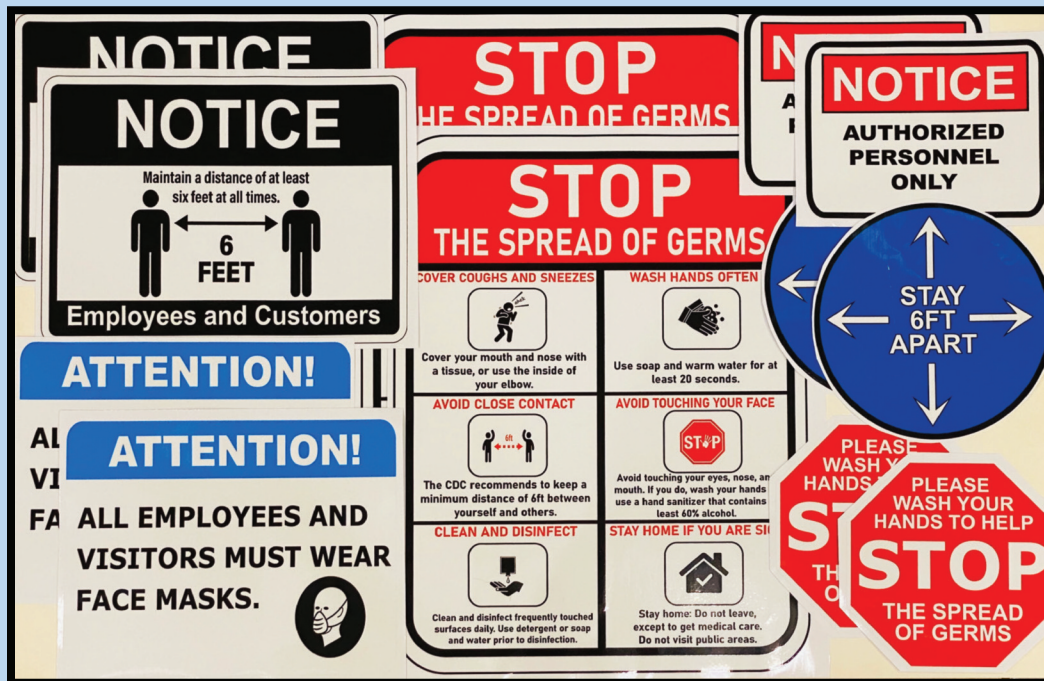 NOTICE
NOTICE
Maintain a distance of at least
six feet at all times.
6
FEET
Employees and Customers
ATTENTION!
ATTENTION!
ALL EMPLOYEES AND
VISITORS MUST WEAR
FACE MASKS.
STOP
THE SPREAD OF GERMS
STOP
THE SPREAD OF GERMS
COVER COUGHS AND SNEEZES
Cover your mouth and nose with
a tissue, or use the inside of
your elbow.
WASH HANDS OFTEN
Use soap and warm water for at
least 20 seconds.
AVOID CLOSE CONTACT
6ft
The CDC recommends to keep a
minimum distance of 6ft between
yourself and others.
AVOID TOUCHING YOUR FACE
Avoid touching your eyes, nose, an
mouth. If you do, wash your hands
use a hand sanitizer that contains
least 60% alcohol.
CLEAN AND DISINFECT
Clean and disinfect frequently touched
surfaces daily. Use detergent or soap
and water prior to disinfection.
STAY HOME IF YOU ARE SI
Stay home: Do not leave,
except to get medical care.
Do not visit public areas.
NOTICE
AUTHORIZED
PERSONNEL
ONLY
STAY
6FT
APART
PLEASE
WASH Y
HANDS
PLEASE
WASH YOUR
HANDS TO HELP
STOP
THE SPREAD
OF GERMS